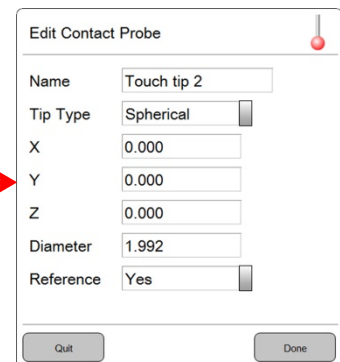 Edit Contact Probe
Name Touch tip 2
Tip Type Spherical
X 0.000
Y 0.000
Z 0.000
Diameter 1.992
Reference Yes
Quit Done